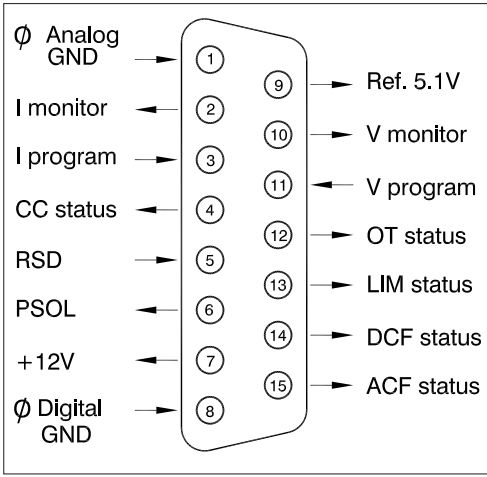 Ø Analog
GND
1
9
Ref. 5.1V
I monitor
2
10
V monitor
I program
3
11
V program
CC status
4
12
OT status
RSD
5
13
LIM status
PSOL
6
14
DCF status
+12V
7
15
ACF status
Ø Digital
GND
8